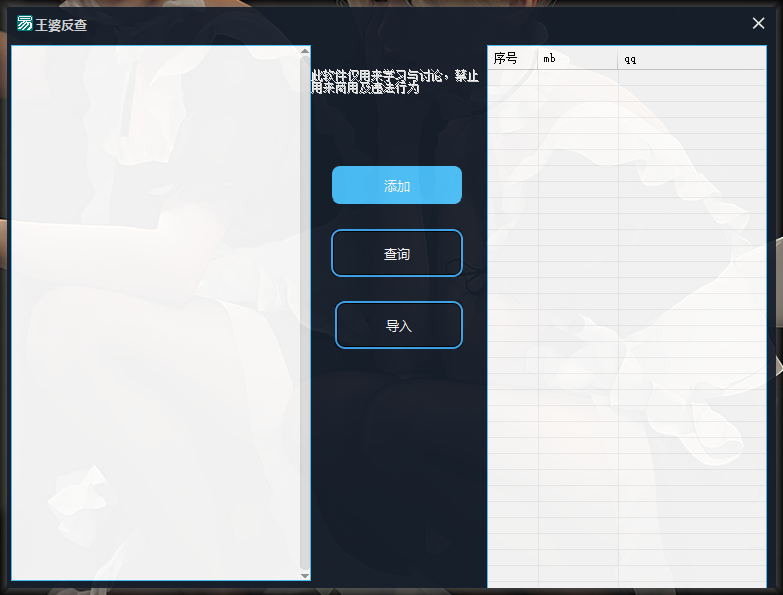 易 王婆反查
此软件仅用来学习与讨论，禁止
用来商用及违法行为
添加
查询
导入
序号 mb qq